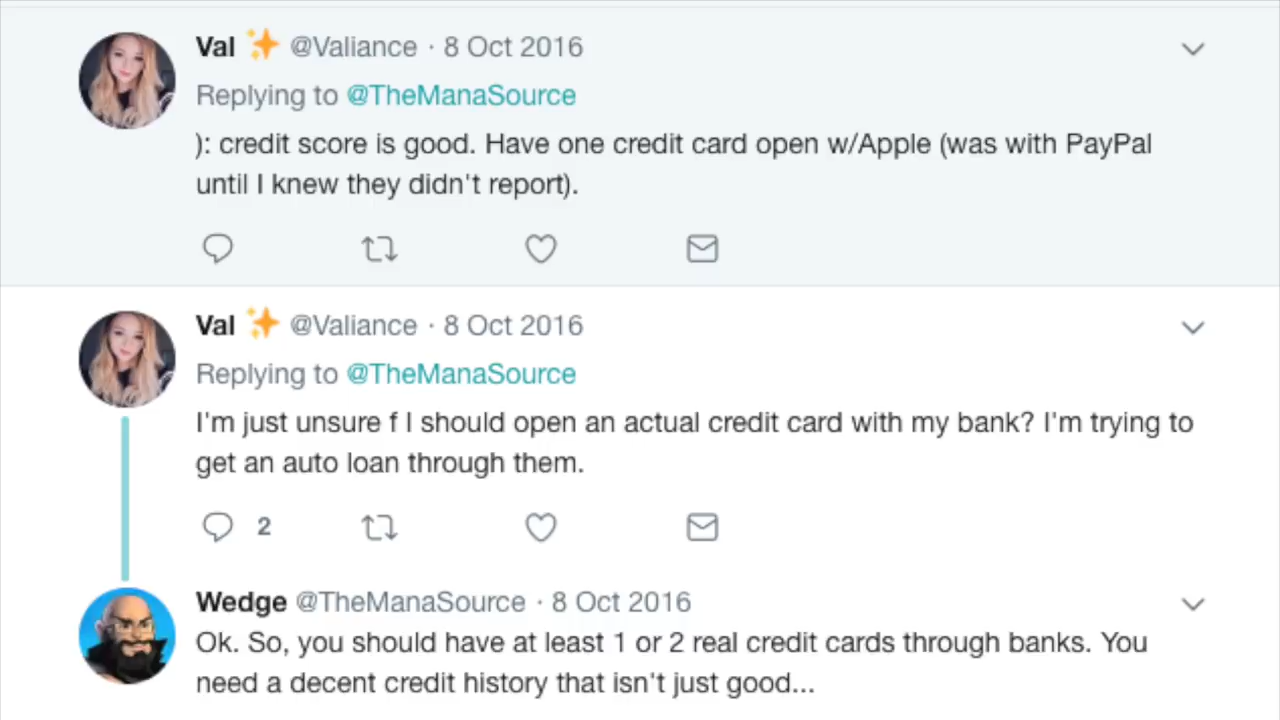 Val ✨ @Valiance · 8 Oct 2016
Replying to @TheManaSource
): credit score is good. Have one credit card open w/Apple (was with PayPal
until I knew they didn't report).
Val ✨ @Valiance · 8 Oct 2016
Replying to @TheManaSource
I'm just unsure f I should open an actual credit card with my bank? I'm trying to
get an auto loan through them.
2
Wedge @TheManaSource · 8 Oct 2016
Ok. So, you should have at least 1 or 2 real credit cards through banks. You
need a decent credit history that isn't just good...